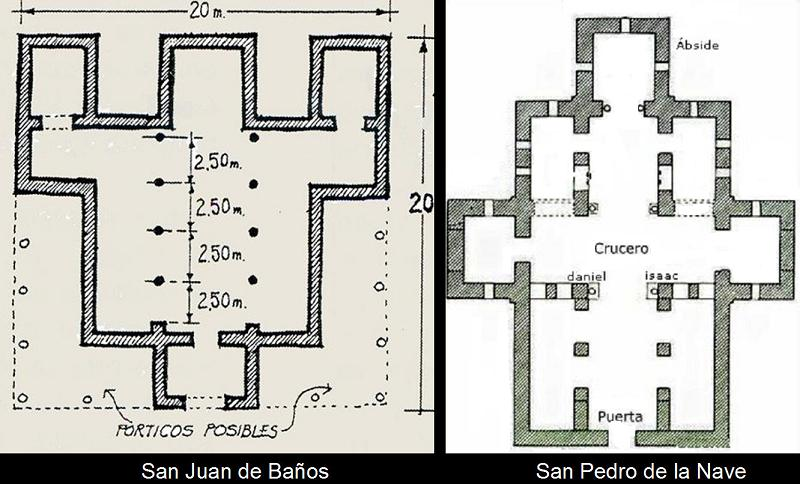 20 m.
2,50 m.
2,50 m.
2,50 m.
2,50 m.
20
PÓRTICOS POSIBLES
San Juan de Baños
Ábside
Crucero
daniel
isaac
Puerta
San Pedro de la Nave